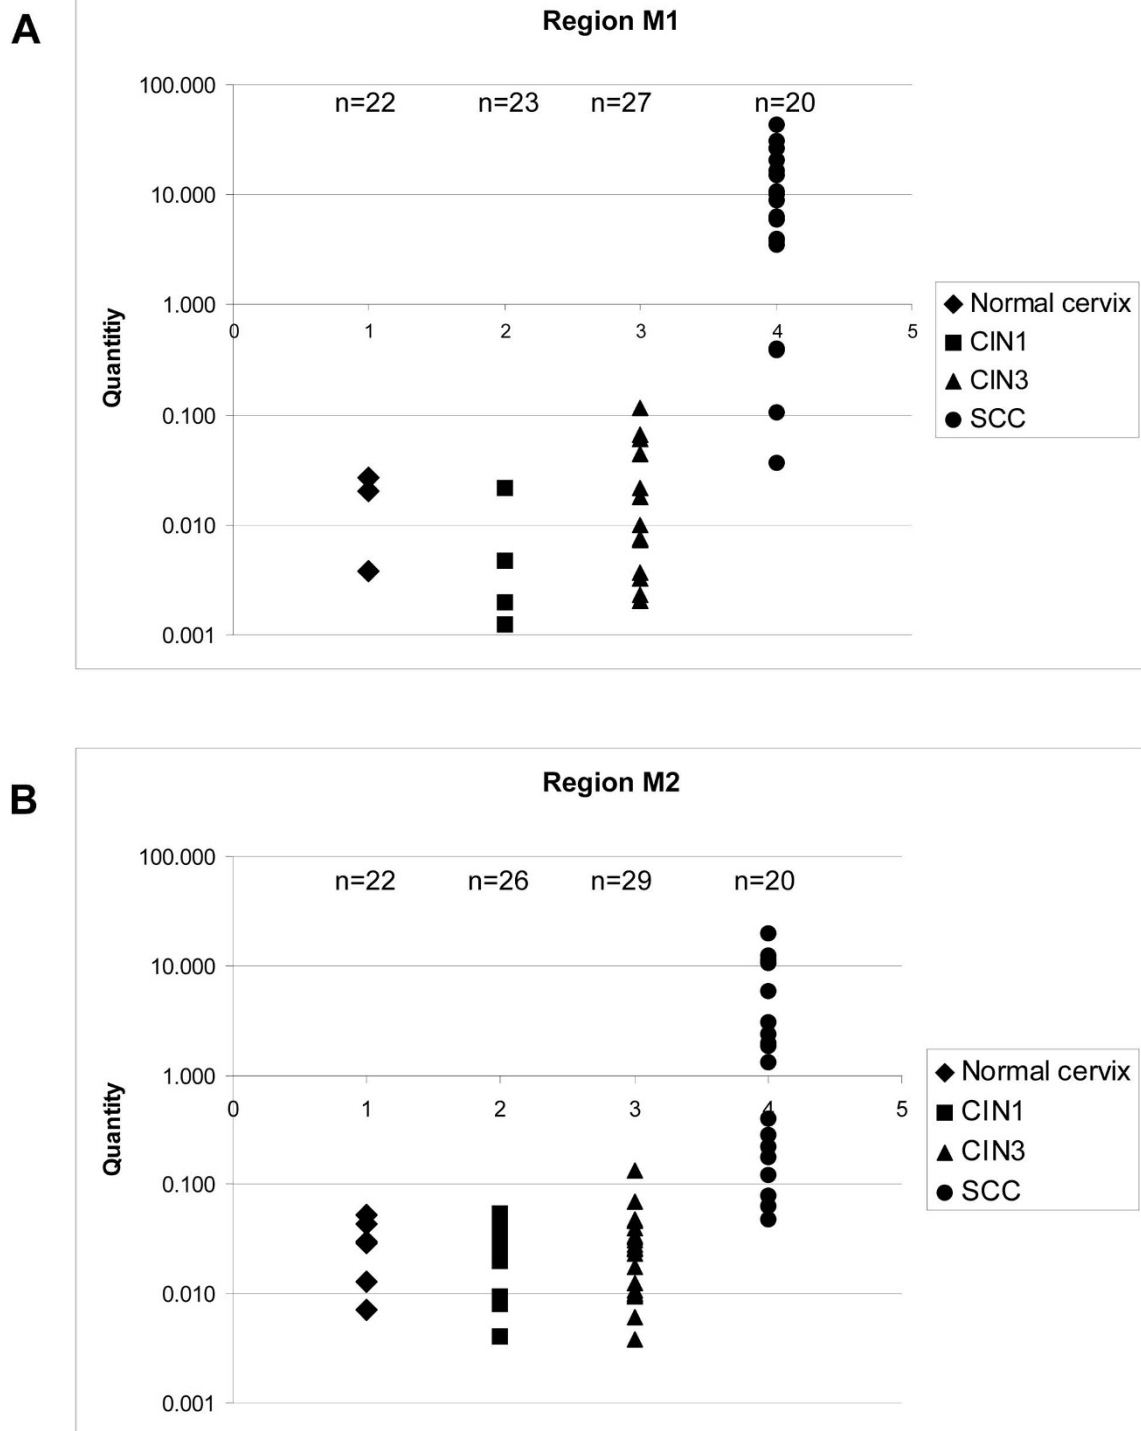 A
Region M1
100.000
n=22 n=23 n=27 n=20
10.000
1.000
0 1 2 3 4 5
Quantitiy
0.100
0.010
0.001
Normal cervix
CIN1
CIN3
SCC
B
Region M2
100.000
n=22 n=26 n=29 n=20
10.000
1.000
0 1 2 3 4 5
Quantity
0.100
0.010
0.001
Normal cervix
CIN1
CIN3
SCC